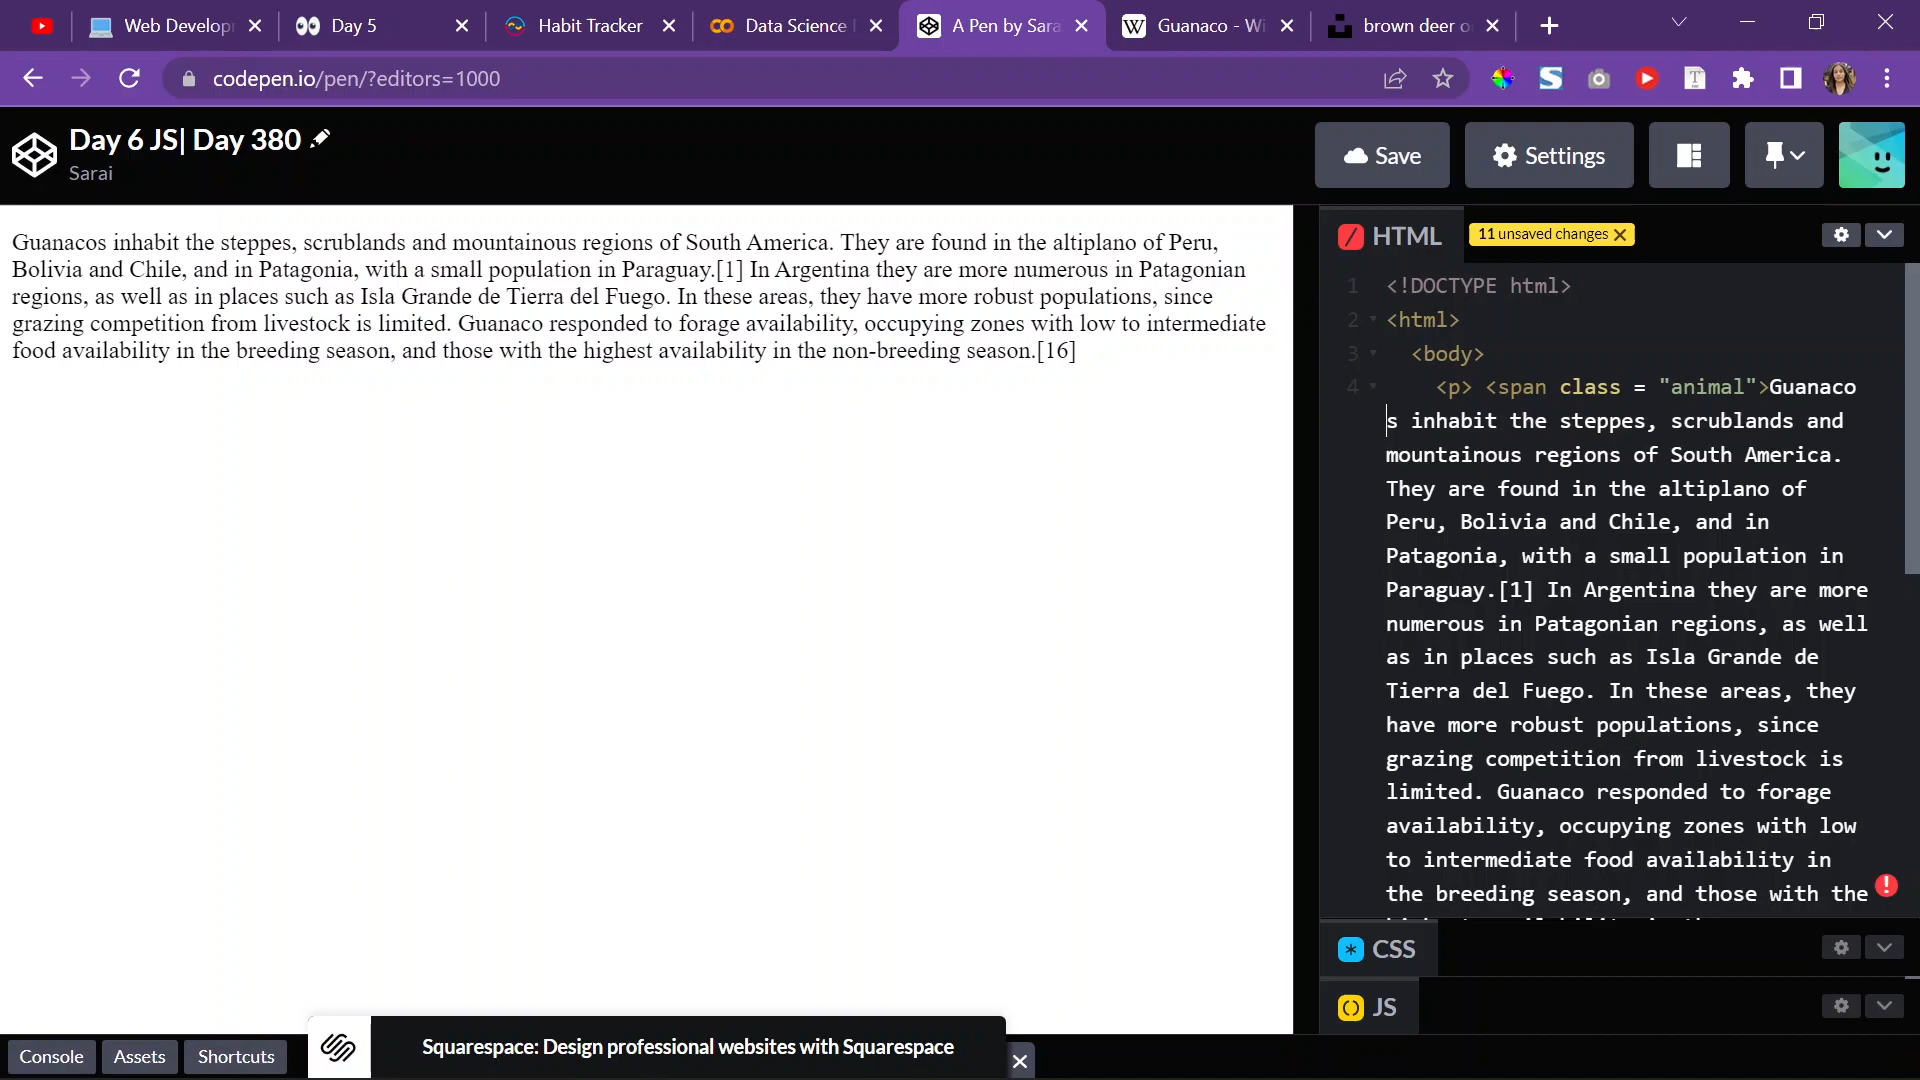 Web Develop
Day 5
Habit Tracker
Data Science
A Pen by Sara
Guanaco - Wi
brown deer o
codepen.io/pen/?editors=1000
Day 6 JS| Day 380
Sarai
Save
Settings
Guanacos inhabit the steppes, scrublands and mountainous regions of South America. They are found in the altiplano of Peru,
Bolivia and Chile, and in Patagonia, with a small population in Paraguay.[1] In Argentina they are more numerous in Patagonian
regions, as well as in places such as Isla Grande de Tierra del Fuego. In these areas, they have more robust populations, since
grazing competition from livestock is limited. Guanaco responded to forage availability, occupying zones with low to intermediate
food availability in the breeding season, and those with the highest availability in the non-breeding season.[16]
HTML
11 unsaved changes
1 <!DOCTYPE html>
2 <html>
3 <body>
4 <p> <span class = "animal">Guanaco
s inhabit the steppes, scrublands and
mountainous regions of South America.
They are found in the altiplano of
Peru, Bolivia and Chile, and in
Patagonia, with a small population in
Paraguay.[1] In Argentina they are more
numerous in Patagonian regions, as well
as in places such as Isla Grande de
Tierra del Fuego. In these areas, they
have more robust populations, since
grazing competition from livestock is
limited. Guanaco responded to forage
availability, occupying zones with low
to intermediate food availability in
the breeding season, and those with the
CSS
JS
Console
Assets
Shortcuts
Squarespace: Design professional websites with Squarespace